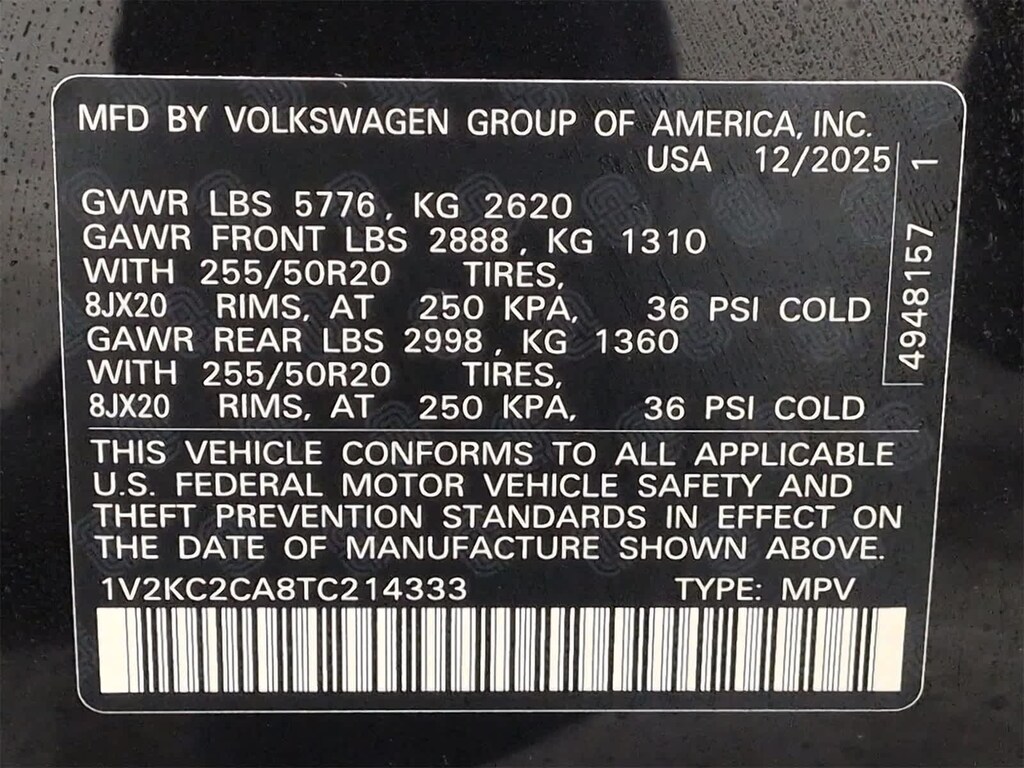 MFD BY VOLKSWAGEN GROUP OF AMERICA, INC.
USA 12/2025
GVWR LBS 5776, KG 2620
GAWR FRONT LBS 2888, KG 1310
WITH 255/50R20 TIRES,
8JX20 RIMS, AT 250 KPA, 36 PSI COLD
GAWR REAR LBS 2998, KG 1360
WITH 255/50R20 TIRES,
8JX20 RIMS, AT 250 KPA, 36 PSI COLD
4948157 1
THIS VEHICLE CONFORMS TO ALL APPLICABLE
U.S. FEDERAL MOTOR VEHICLE SAFETY AND
THEFT PREVENTION STANDARDS IN EFFECT ON
THE DATE OF MANUFACTURE SHOWN ABOVE.
1V2KC2CA8TC214333 TYPE: MPV